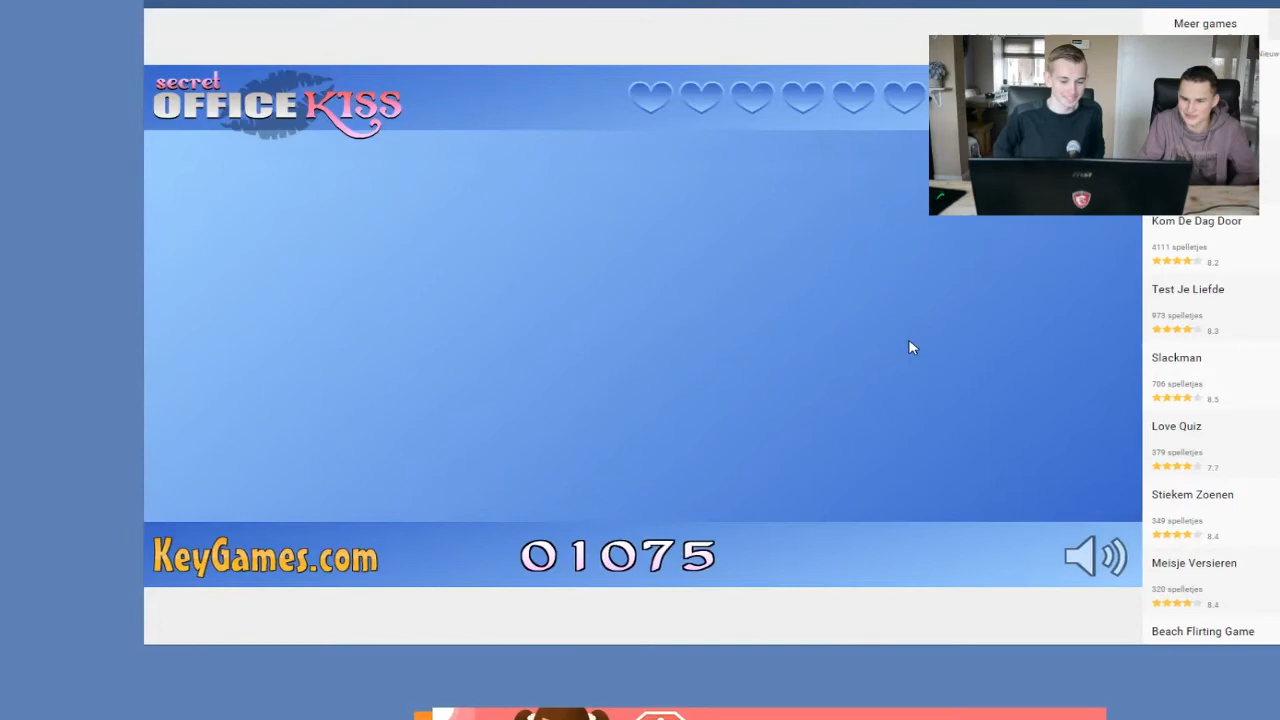 Meer games
Nieuw
secret
OFFICE KISS
Kom De Dag Door
4111 spelletjes
8.2
Test Je Liefde
973 spelletjes
8.3
Slackman
706 spelletjes
8.5
Love Quiz
379 spelletjes
7.7
Stiekem Zoenen
349 spelletjes
8.4
Meisje Versieren
320 spelletjes
8.4
Beach Flirting Game
KeyGames.com
01075
msi